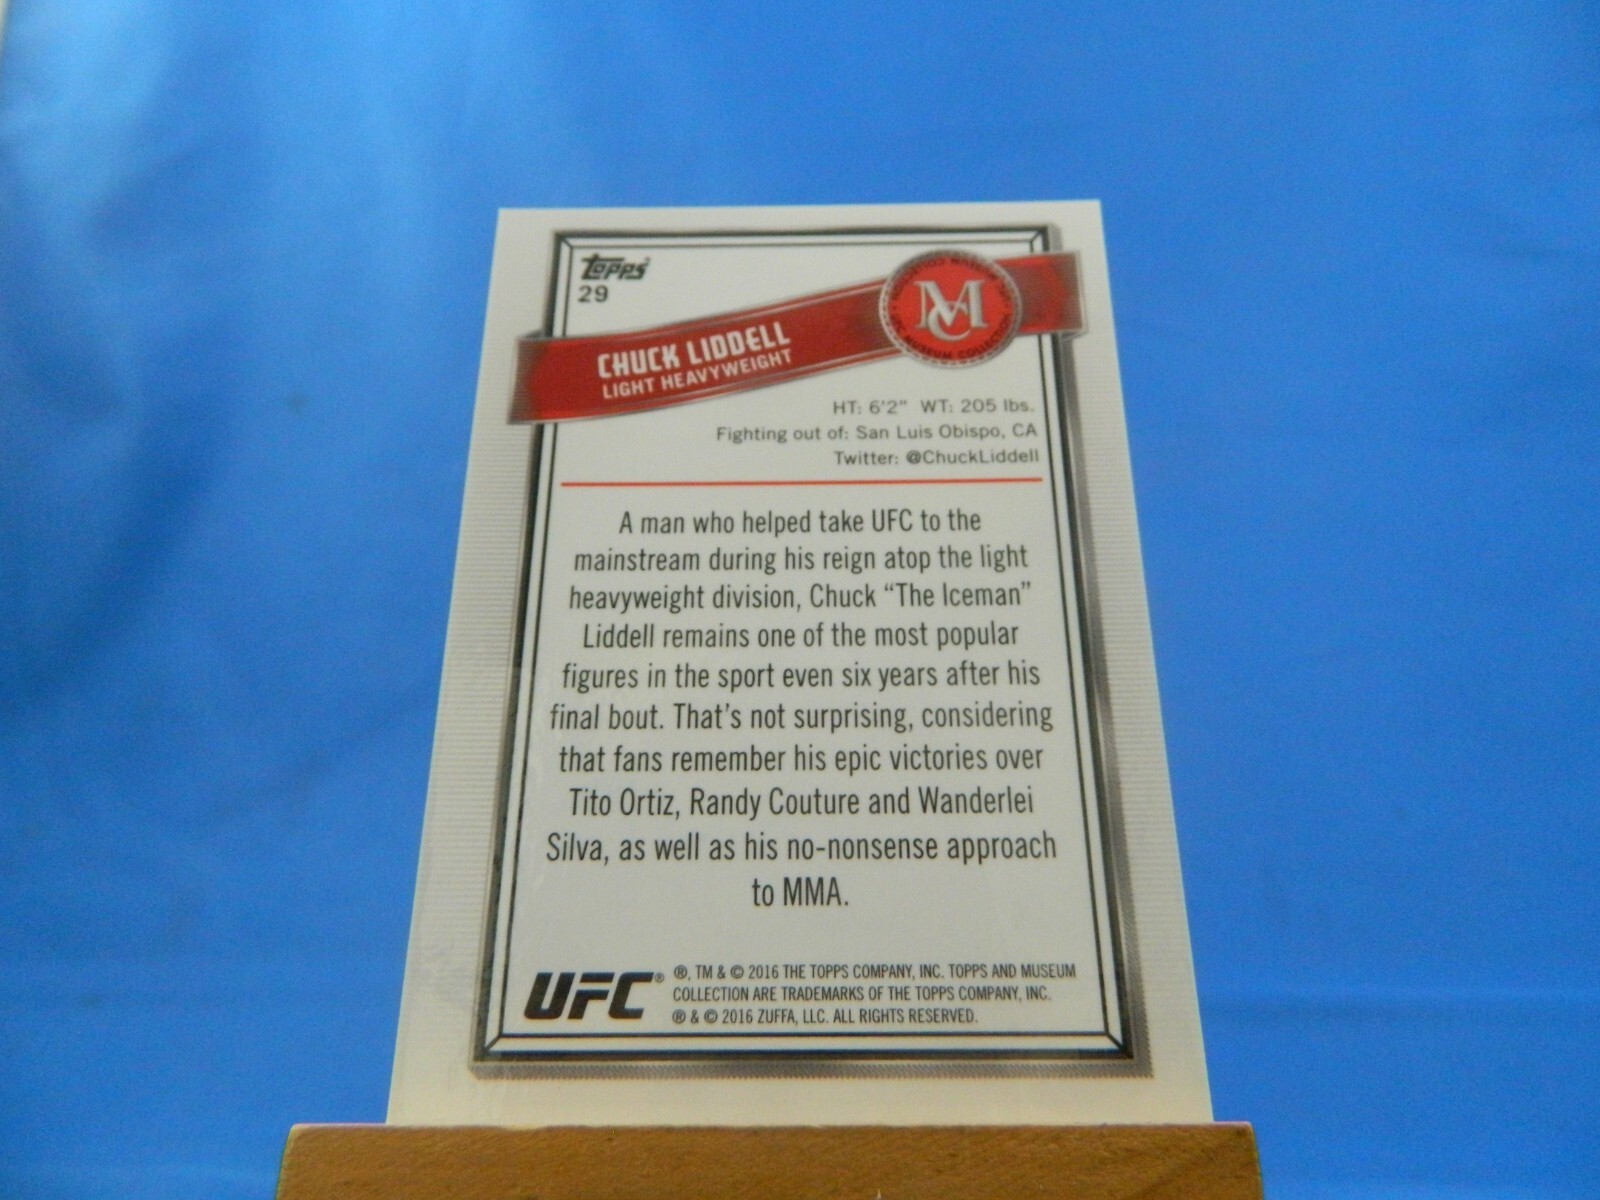 Topps
29
CHUCK LIDDELL
LIGHT HEAVYWEIGHT
MC
UFC MUSEUM COLLECTION
HT: 6'2" WT: 205 lbs.
Fighting out of: San Luis Obispo, CA
Twitter: @ChuckLiddell
A man who helped take UFC to the
mainstream during his reign atop the light
heavyweight division, Chuck “The Iceman”
Liddell remains one of the most popular
figures in the sport even six years after his
final bout. That's not surprising, considering
that fans remember his epic victories over
Tito Ortiz, Randy Couture and Wanderlei
Silva, as well as his no-nonsense approach
to MMA.
UFC®
®, TM & © 2016 THE TOPPS COMPANY, INC. TOPPS AND MUSEUM
COLLECTION ARE TRADEMARKS OF THE TOPPS COMPANY, INC.
® & © 2016 ZUFFA, LLC. ALL RIGHTS RESERVED.